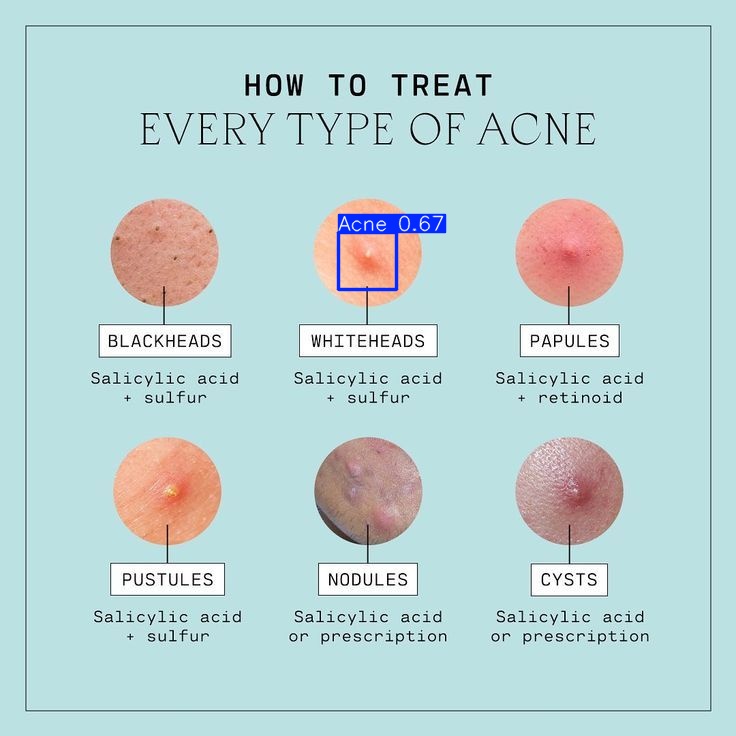 HOW TO TREAT
EVERY TYPE OF ACNE
Acne 0.67
BLACKHEADS
Salicylic acid
+ sulfur
WHITEHEADS
Salicylic acid
+ sulfur
PAPULES
Salicylic acid
+ retinoid
PUSTULES
Salicylic acid
+ sulfur
NODULES
Salicylic acid
or prescription
CYSTS
Salicylic acid
or prescription